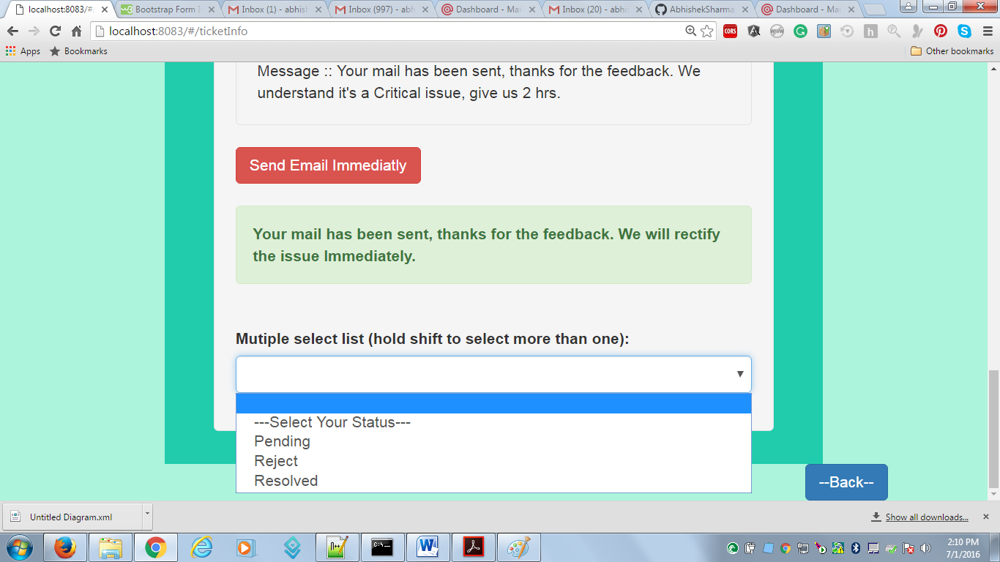 localhost:8083/#/
Bootstrap Form I
Inbox (1) - abhish
Inbox (997) - abh
Dashboard - Mai
Inbox (20) - abhis
AbhishekSharma
Dashboard - Mai
localhost:8083/#/ticketInfo
CORS
Apps
Bookmarks
Other bookmarks
Message :: Your mail has been sent, thanks for the feedback. We
understand it's a Critical issue, give us 2 hrs.
Send Email Immediatly
Your mail has been sent, thanks for the feedback. We will rectify
the issue Immediately.
Mutiple select list (hold shift to select more than one):
---Select Your Status---
Pending
Reject
Resolved
--Back--
Untitled Diagram.xml
Show all downloads...
2:10 PM
7/1/2016